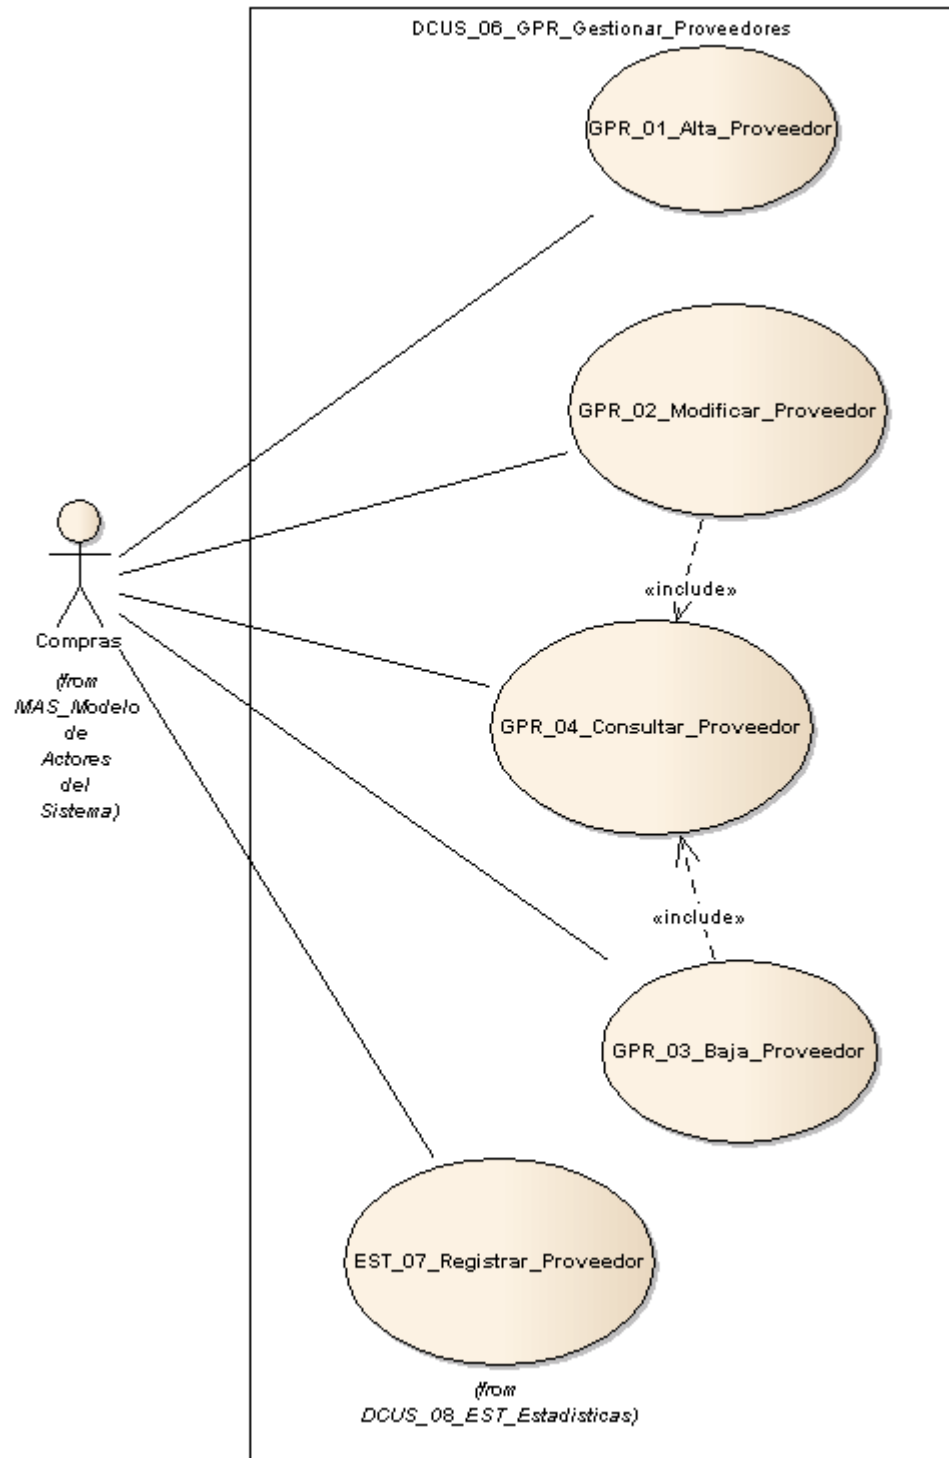 DCUS_06_GPR_Gestionar_Proveedores
GPR_01_Alta_Proveedor
GPR_02_Modificar_Proveedor
«include»
Compras
(from
MAS_Modelo
de
Actores
del
Sistema)
GPR_04_Consultar_Proveedor
«include»
GPR_03_Baja_Proveedor
EST_07_Registrar_Proveedor
(from
DCUS_08_EST_Estadisticas)